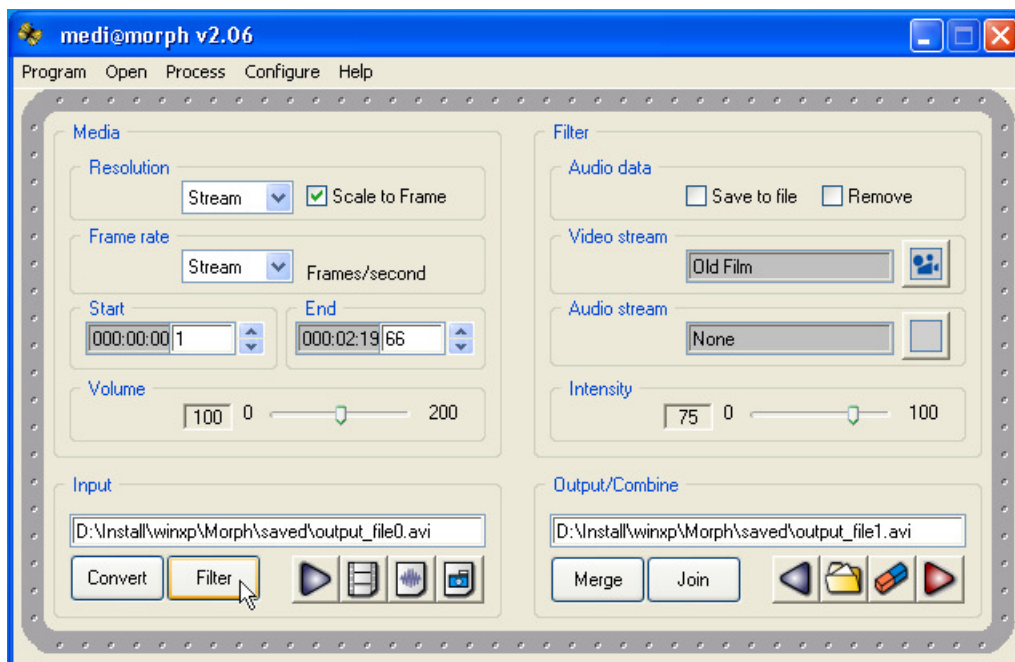 medi@morph v2.06
Program Open Process Configure Help
Media
Resolution
Stream Scale to Frame
Frame rate
Stream Frames/second
Start End
000:00:00 1 000:02:19 66
Volume
100 0 200
Filter
Audio data
Save to file Remove
Video stream
Old Film
Audio stream
None
Intensity
75 0 100
Input
D:\Install\winxp\Morph\saved\output_file0.avi
Convert Filter
Output/Combine
D:\Install\winxp\Morph\saved\output_file1.avi
Merge Join